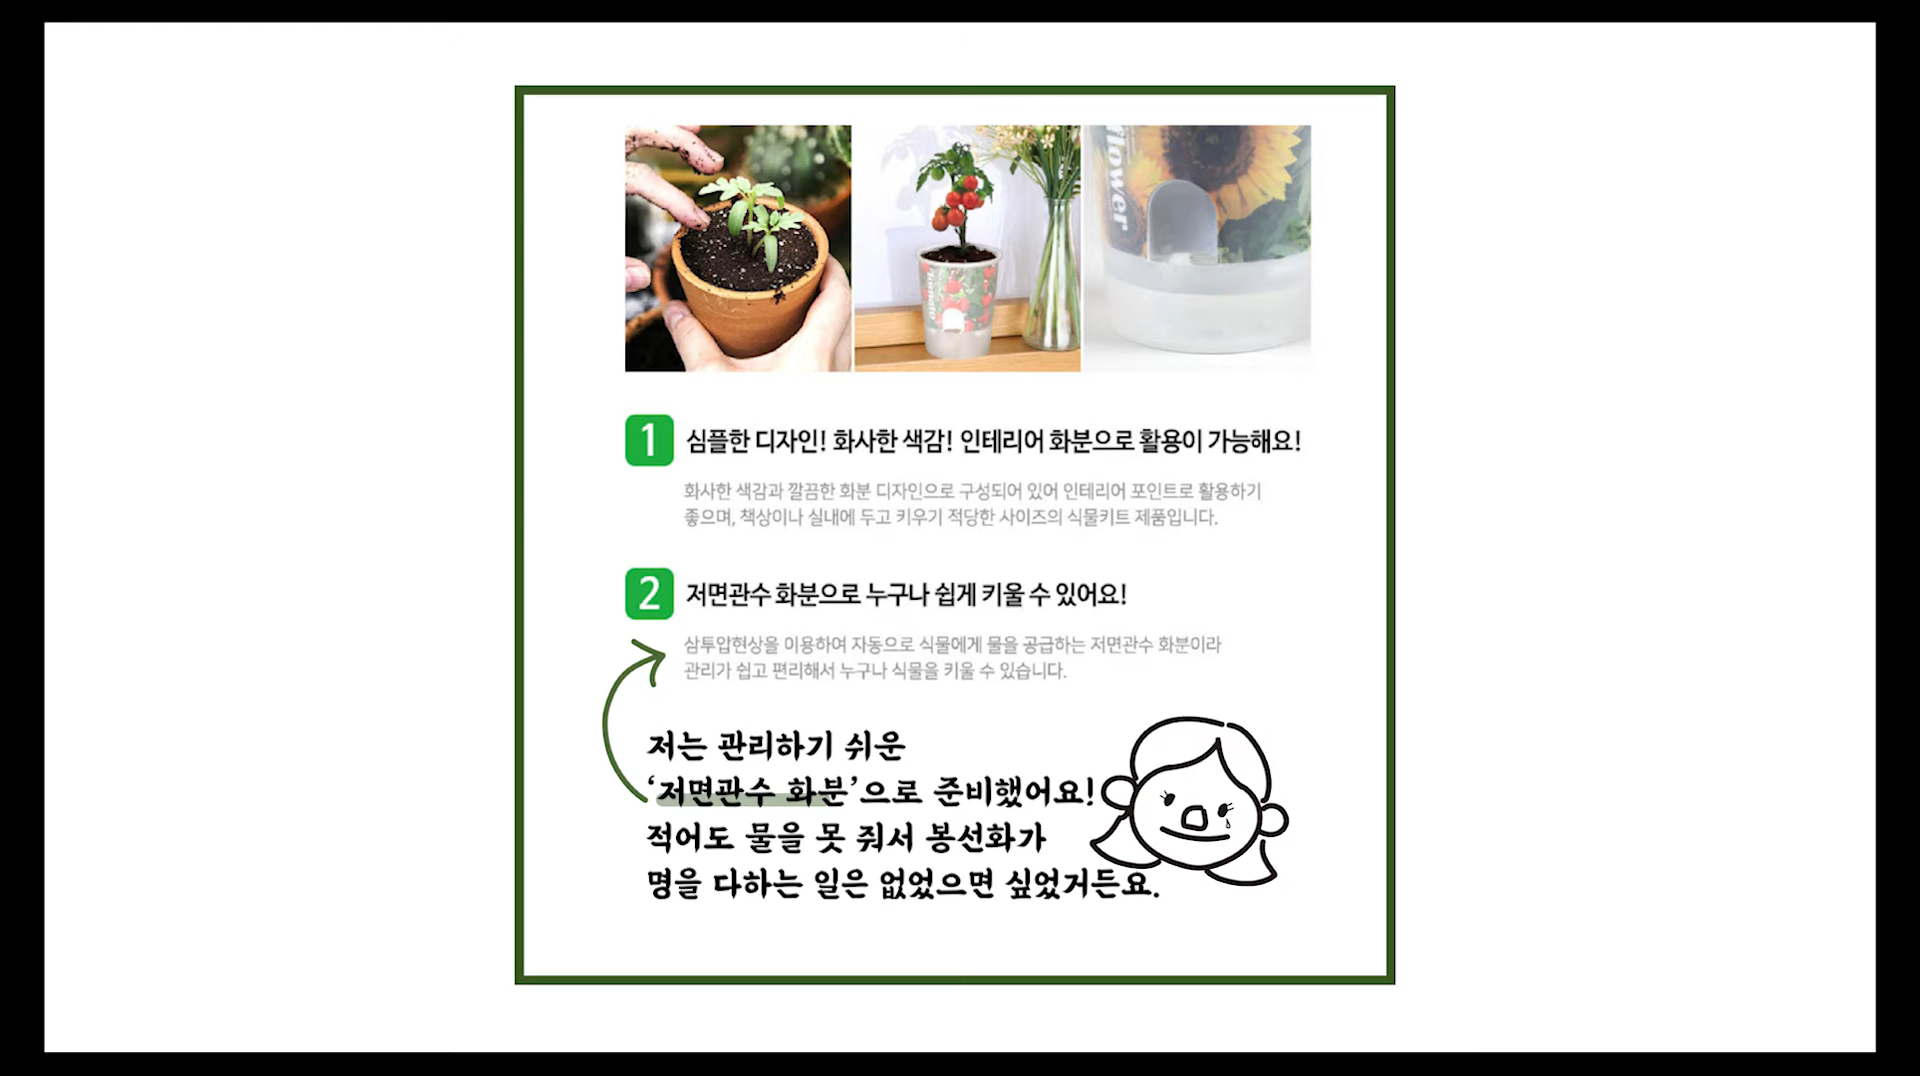 flower
Tomato
1 심플한 디자인! 화사한 색감! 인테리어 화분으로 활용이 가능해요!
화사한 색감과 깔끔한 화분 디자인으로 구성되어 있어 인테리어 포인트로 활용하기
좋으며, 책상이나 실내에 두고 키우기 적당한 사이즈의 식물키트 제품입니다.
2 저면관수 화분으로 누구나 쉽게 키울 수 있어요!
삼투압현상을 이용하여 자동으로 식물에게 물을 공급하는 저면관수 화분이라
관리가 쉽고 편리해서 누구나 식물을 키울 수 있습니다.
저는 관리하기 쉬운
‘저면관수 화분’으로 준비했어요!
적어도 물을 못 줘서 봉선화가
명을 다하는 일은 없었으면 싶었거든요.